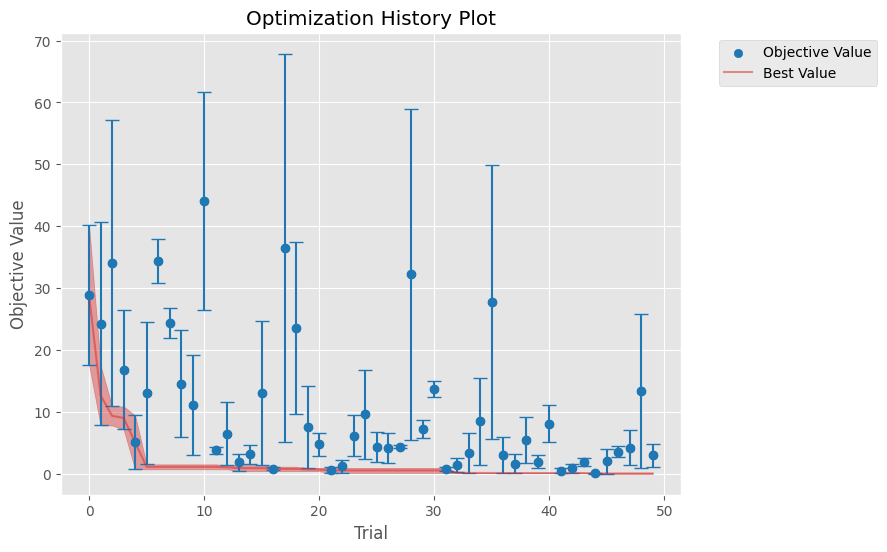 Optimization History Plot
Objective Value
Best Value
70
60
50
40
30
20
10
0
Objective Value
0 10 20 30 40 50
Trial